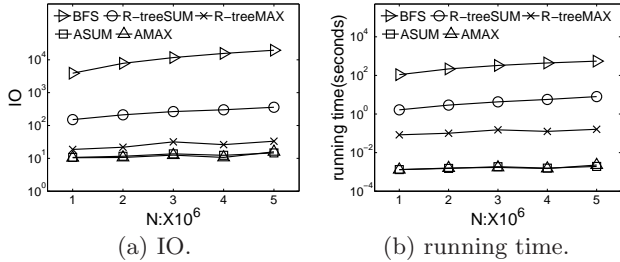 BFS R-treeSUM R-treeMAX
ASUM AMAX
10^4
10^3
10^2
10^1
10^0
IO
1 2 3 4 5
N:X10^6
(a) IO.
BFS R-treeSUM R-treeMAX
ASUM AMAX
10^4
10^2
10^0
10^-2
10^-4
running time(seconds)
1 2 3 4 5
N:X10^6
(b) running time.